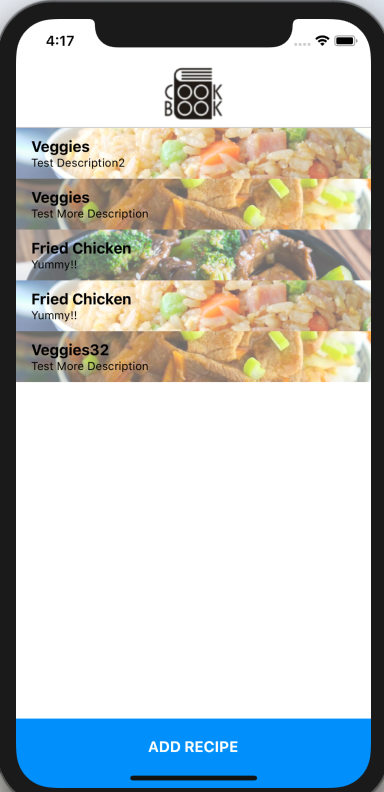 4:17
COOK
BOOK
Veggies
Test Description2
Veggies
Test More Description
Fried Chicken
Yummy!!
Fried Chicken
Yummy!!
Veggies32
Test More Description
ADD RECIPE